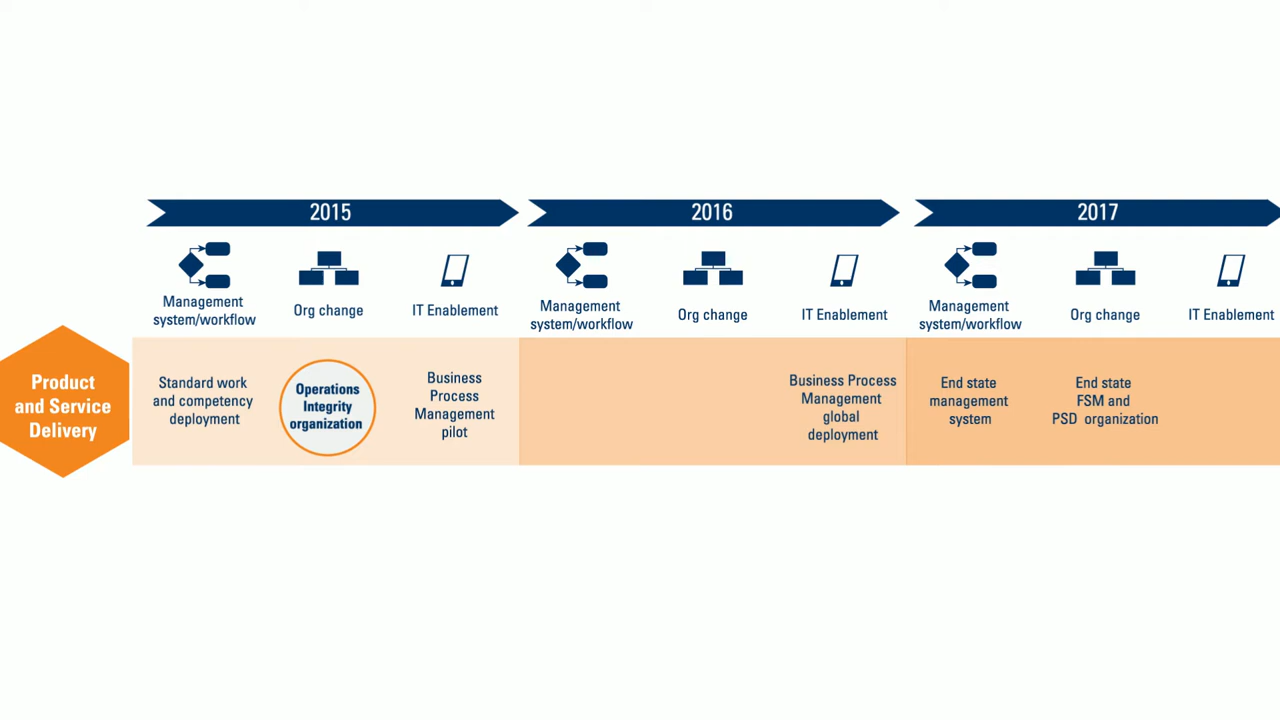 2015
2016
2017
Management
system/workflow
Org change
IT Enablement
Management
system/workflow
Org change
IT Enablement
Management
system/workflow
Org change
IT Enablement
Product
and Service
Delivery
Standard work
and competency
deployment
Operations
Integrity
organization
Business
Process
Management
pilot
Business Process
Management
global
deployment
End state
management
system
End state
FSM and
PSD organization